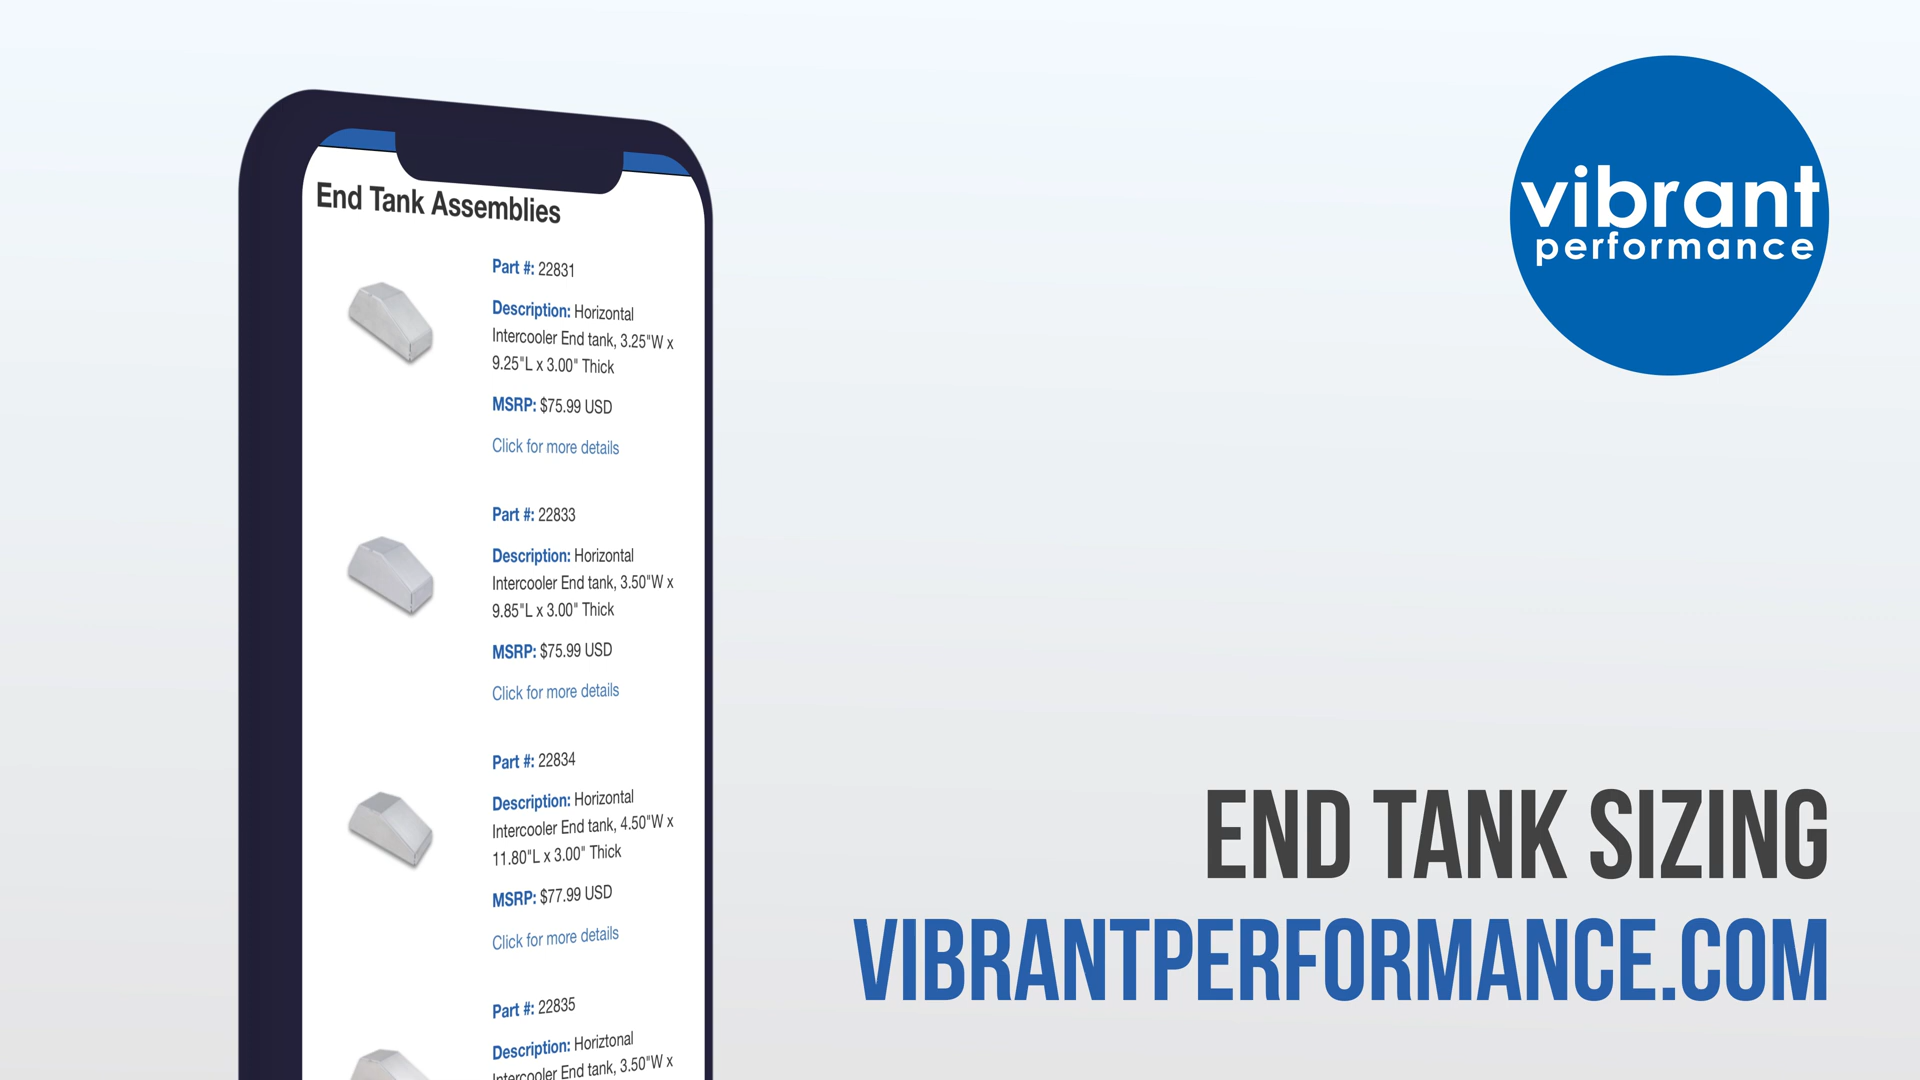 End Tank Assemblies
Part #: 22831
Description: Horizontal
Intercooler End tank, 3.25"W x
9.25"L x 3.00" Thick
MSRP: $75.99 USD
Click for more details
Part #: 22833
Description: Horizontal
Intercooler End tank, 3.50"W x
9.85"L x 3.00" Thick
MSRP: $75.99 USD
Click for more details
Part #: 22834
Description: Horizontal
Intercooler End tank, 4.50"W x
11.80"L x 3.00" Thick
MSRP: $77.99 USD
Click for more details
Part #: 22835
Description: Horiztonal
Intercooler End tank, 3.50"W x
vibrant
performance
END TANK SIZING
VIBRANTPERFORMANCE.COM